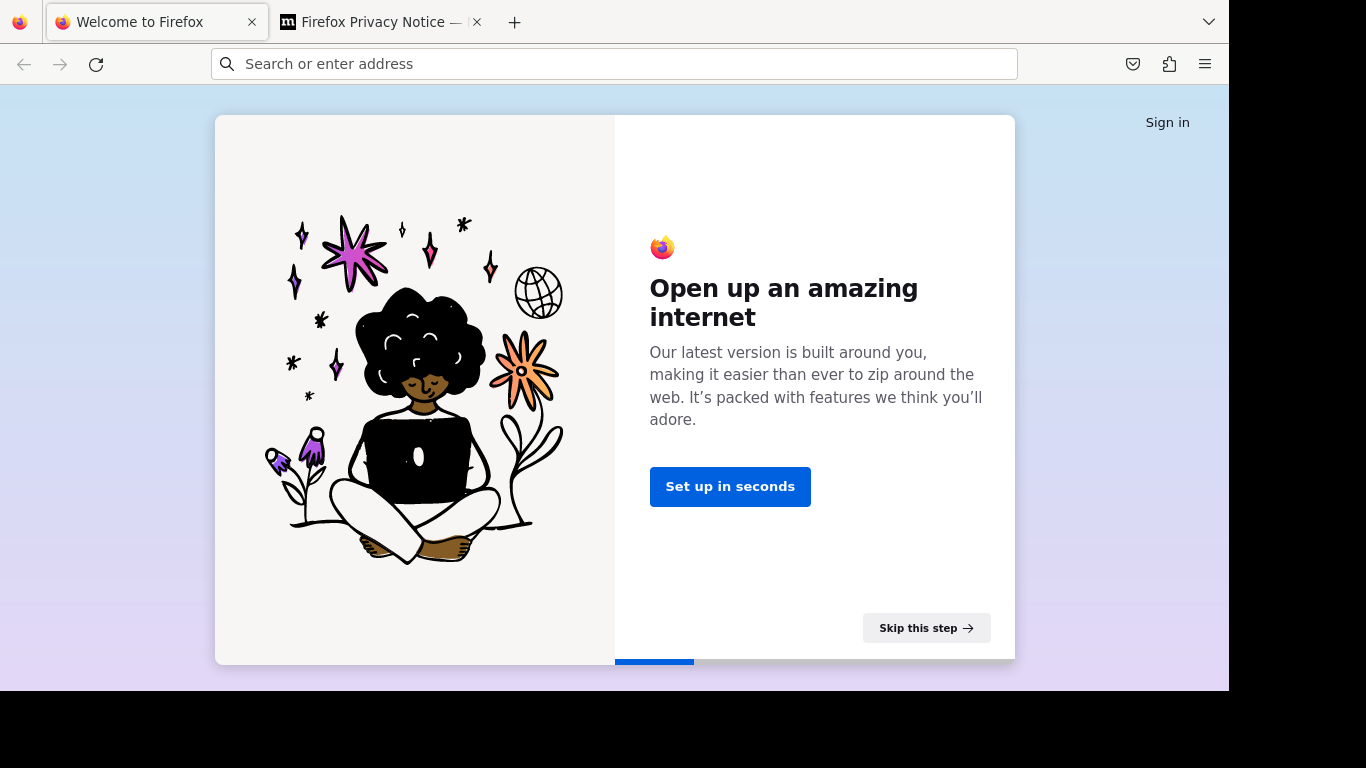 Welcome to Firefox
Firefox Privacy Notice —
Search or enter address
Sign in
Open up an amazing
internet
Our latest version is built around you,
making it easier than ever to zip around the
web. It’s packed with features we think you’ll
adore.
Set up in seconds
Skip this step